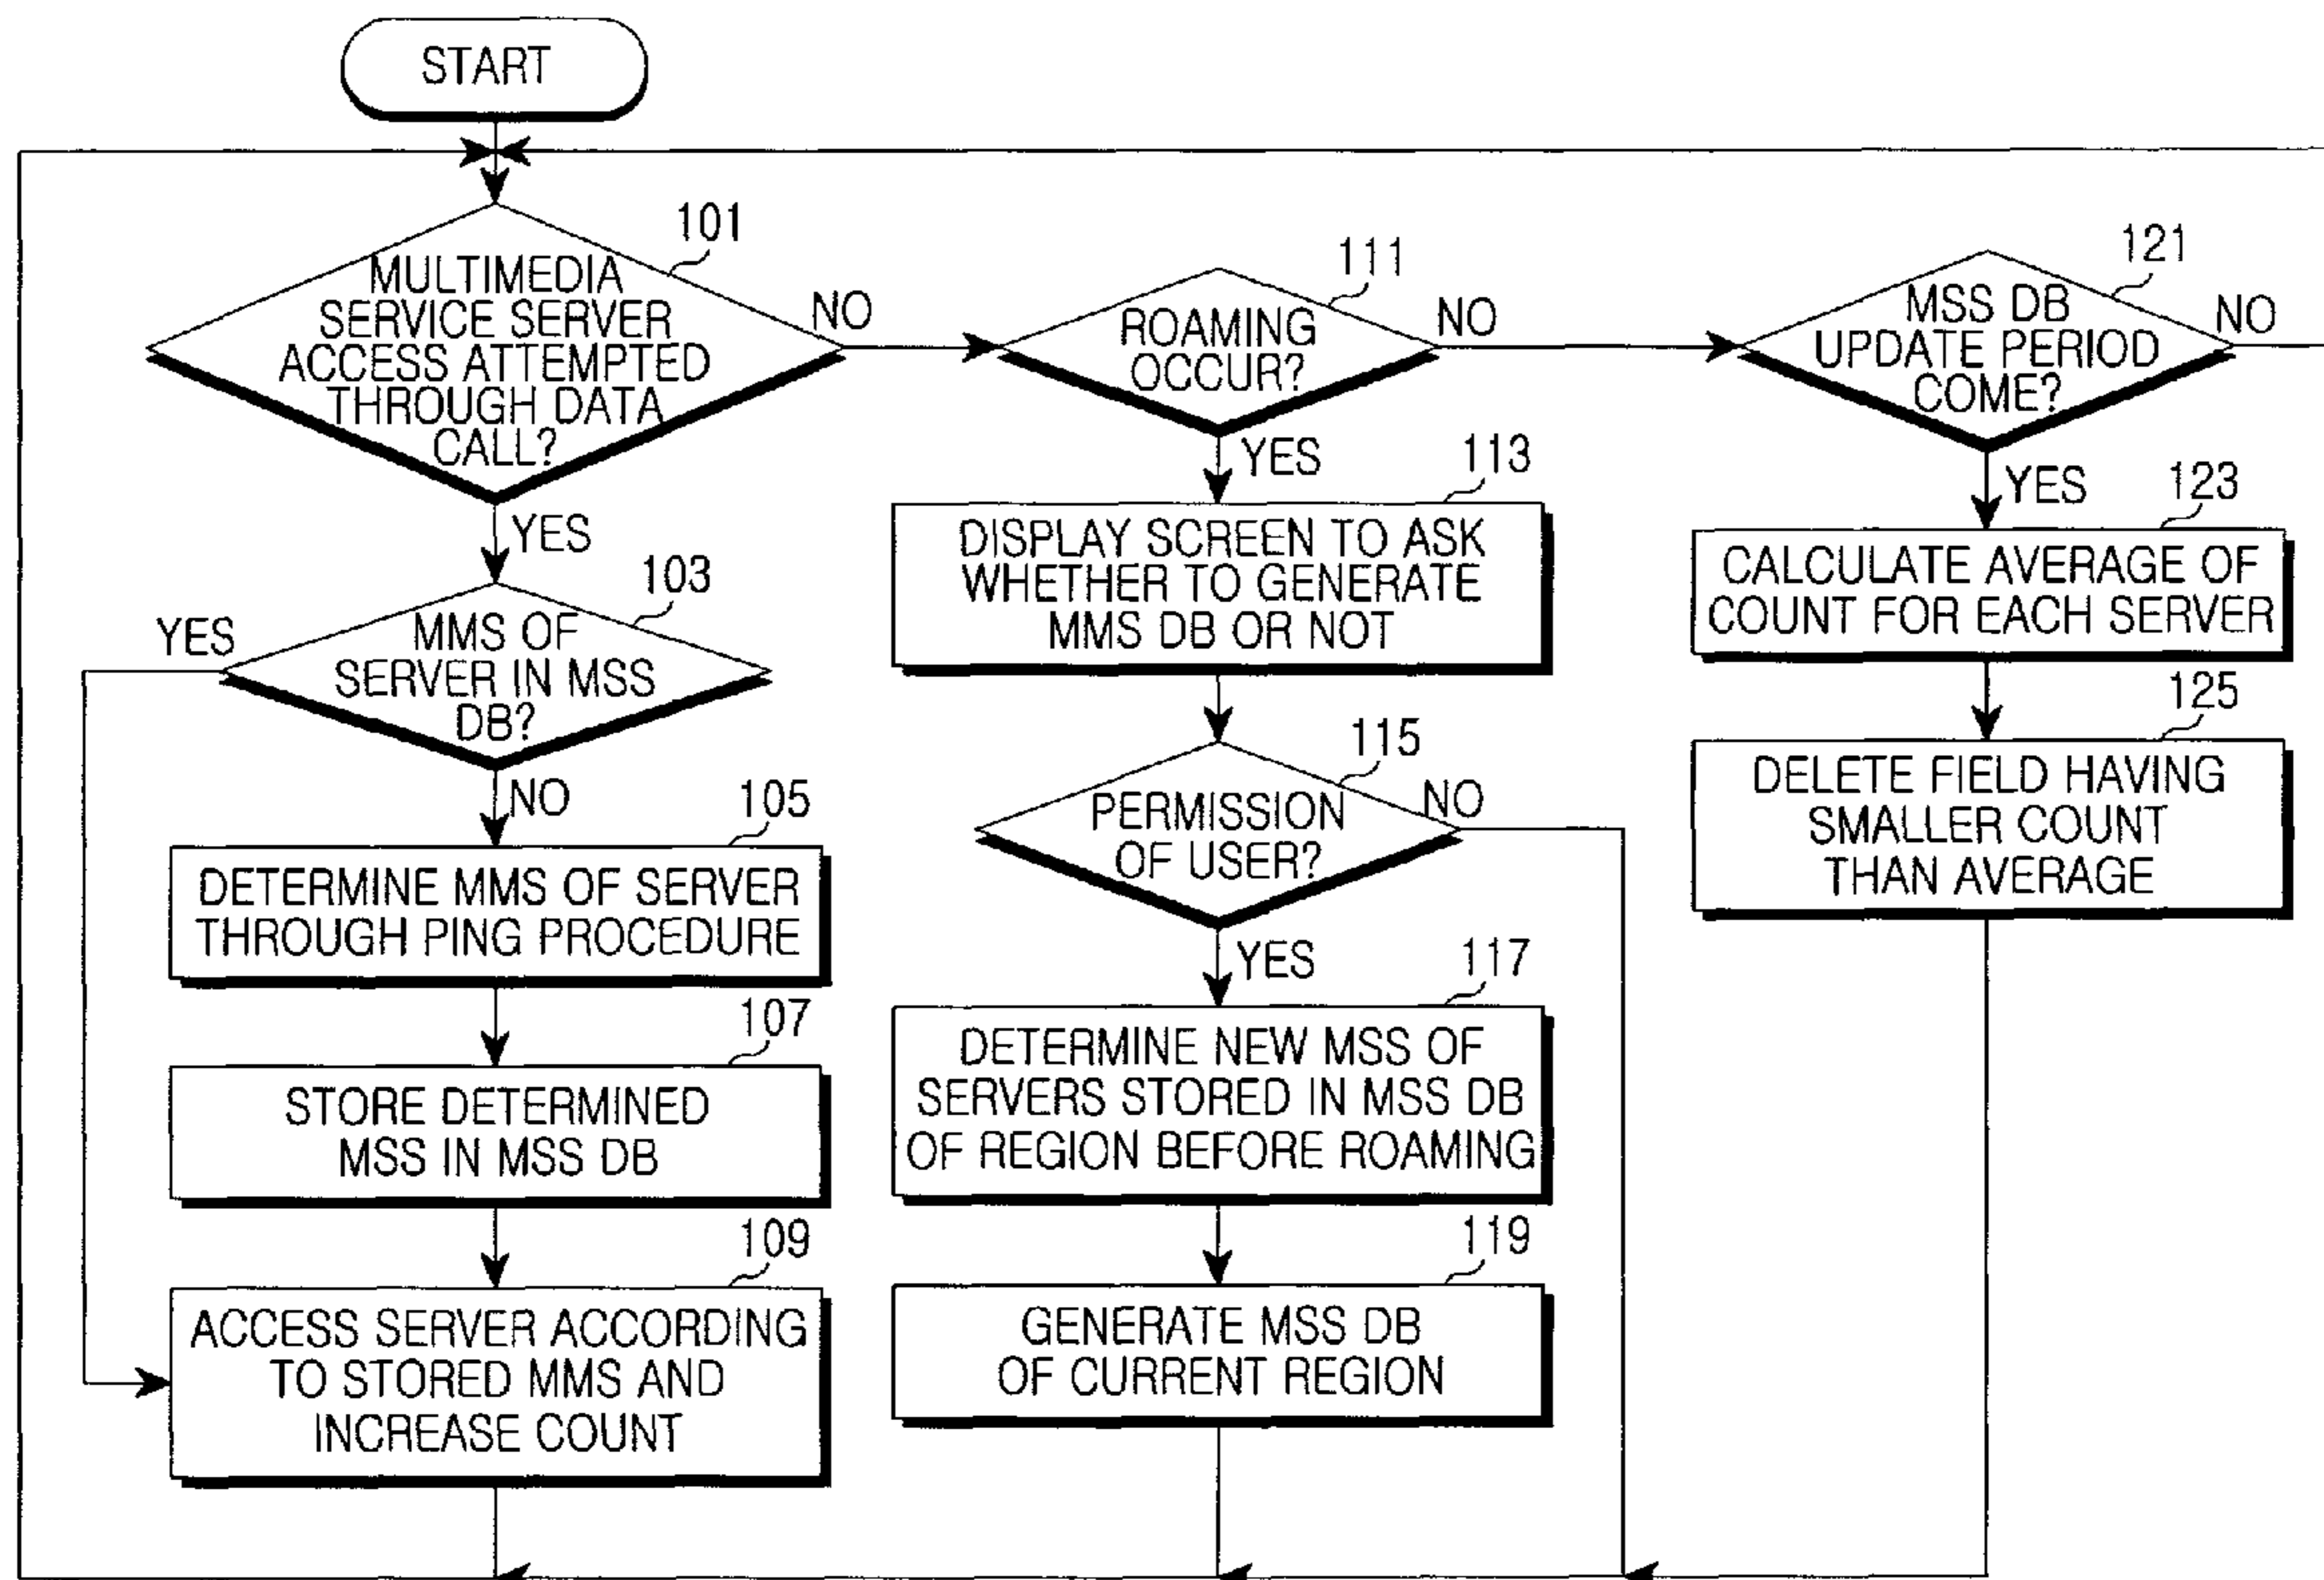 START
101
MULTIMEDIA
SERVICE SERVER
ACCESS ATTEMPTED
THROUGH DATA
CALL?
NO
YES
103
MMS OF
SERVER IN MSS
DB?
YES
NO
105
DETERMINE MMS OF SERVER
THROUGH PING PROCEDURE
107
STORE DETERMINED
MSS IN MSS DB
109
ACCESS SERVER ACCORDING
TO STORED MMS AND
INCREASE COUNT
111
ROAMING
OCCUR?
NO
YES
113
DISPLAY SCREEN TO ASK
WHETHER TO GENERATE
MMS DB OR NOT
115
PERMISSION
OF USER?
NO
YES
117
DETERMINE NEW MSS OF
SERVERS STORED IN MSS DB
OF REGION BEFORE ROAMING
119
GENERATE MSS DB
OF CURRENT REGION
121
MSS DB
UPDATE PERIOD
COME?
NO
YES
123
CALCULATE AVERAGE OF
COUNT FOR EACH SERVER
125
DELETE FIELD HAVING
SMALLER COUNT
THAN AVERAGE